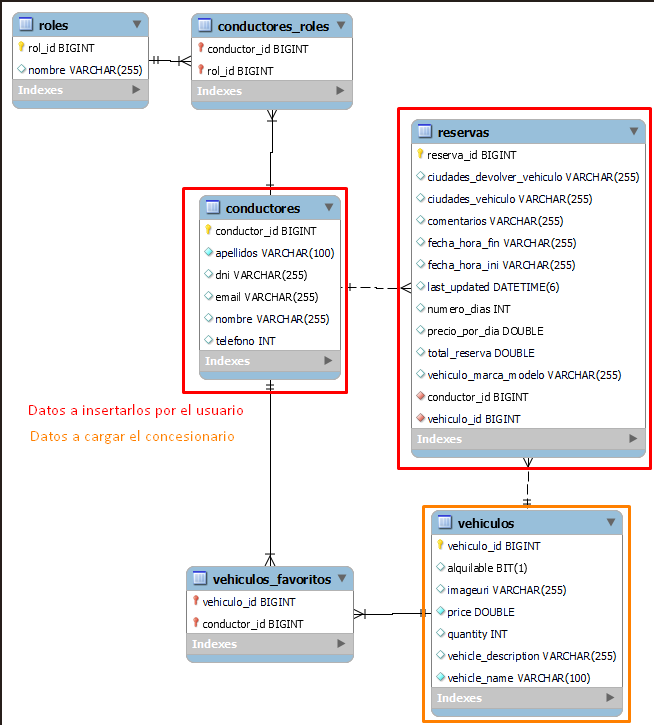 roles
rol_id BIGINT
nombre VARCHAR(255)
Indexes
conductores_roles
conductor_id BIGINT
rol_id BIGINT
Indexes
reservas
reserva_id BIGINT
ciudades_devolver_vehiculo VARCHAR(255)
ciudades_vehiculo VARCHAR(255)
comentarios VARCHAR(255)
fecha_hora_fin VARCHAR(255)
fecha_hora_ini VARCHAR(255)
last_updated DATETIME(6)
numero_dias INT
precio_por_dia DOUBLE
total_reserva DOUBLE
vehiculo_marca_modelo VARCHAR(255)
conductor_id BIGINT
vehiculo_id BIGINT
Indexes
conductores
conductor_id BIGINT
apellidos VARCHAR(100)
dni VARCHAR(255)
email VARCHAR(255)
nombre VARCHAR(255)
telefono INT
Indexes
Datos a insertarlos por el usuario
Datos a cargar el concesionario
vehiculos
vehiculo_id BIGINT
alquilable BIT(1)
imageuri VARCHAR(255)
price DOUBLE
quantity INT
vehicle_description VARCHAR(255)
vehicle_name VARCHAR(100)
Indexes
vehiculos_favoritos
vehiculo_id BIGINT
conductor_id BIGINT
Indexes